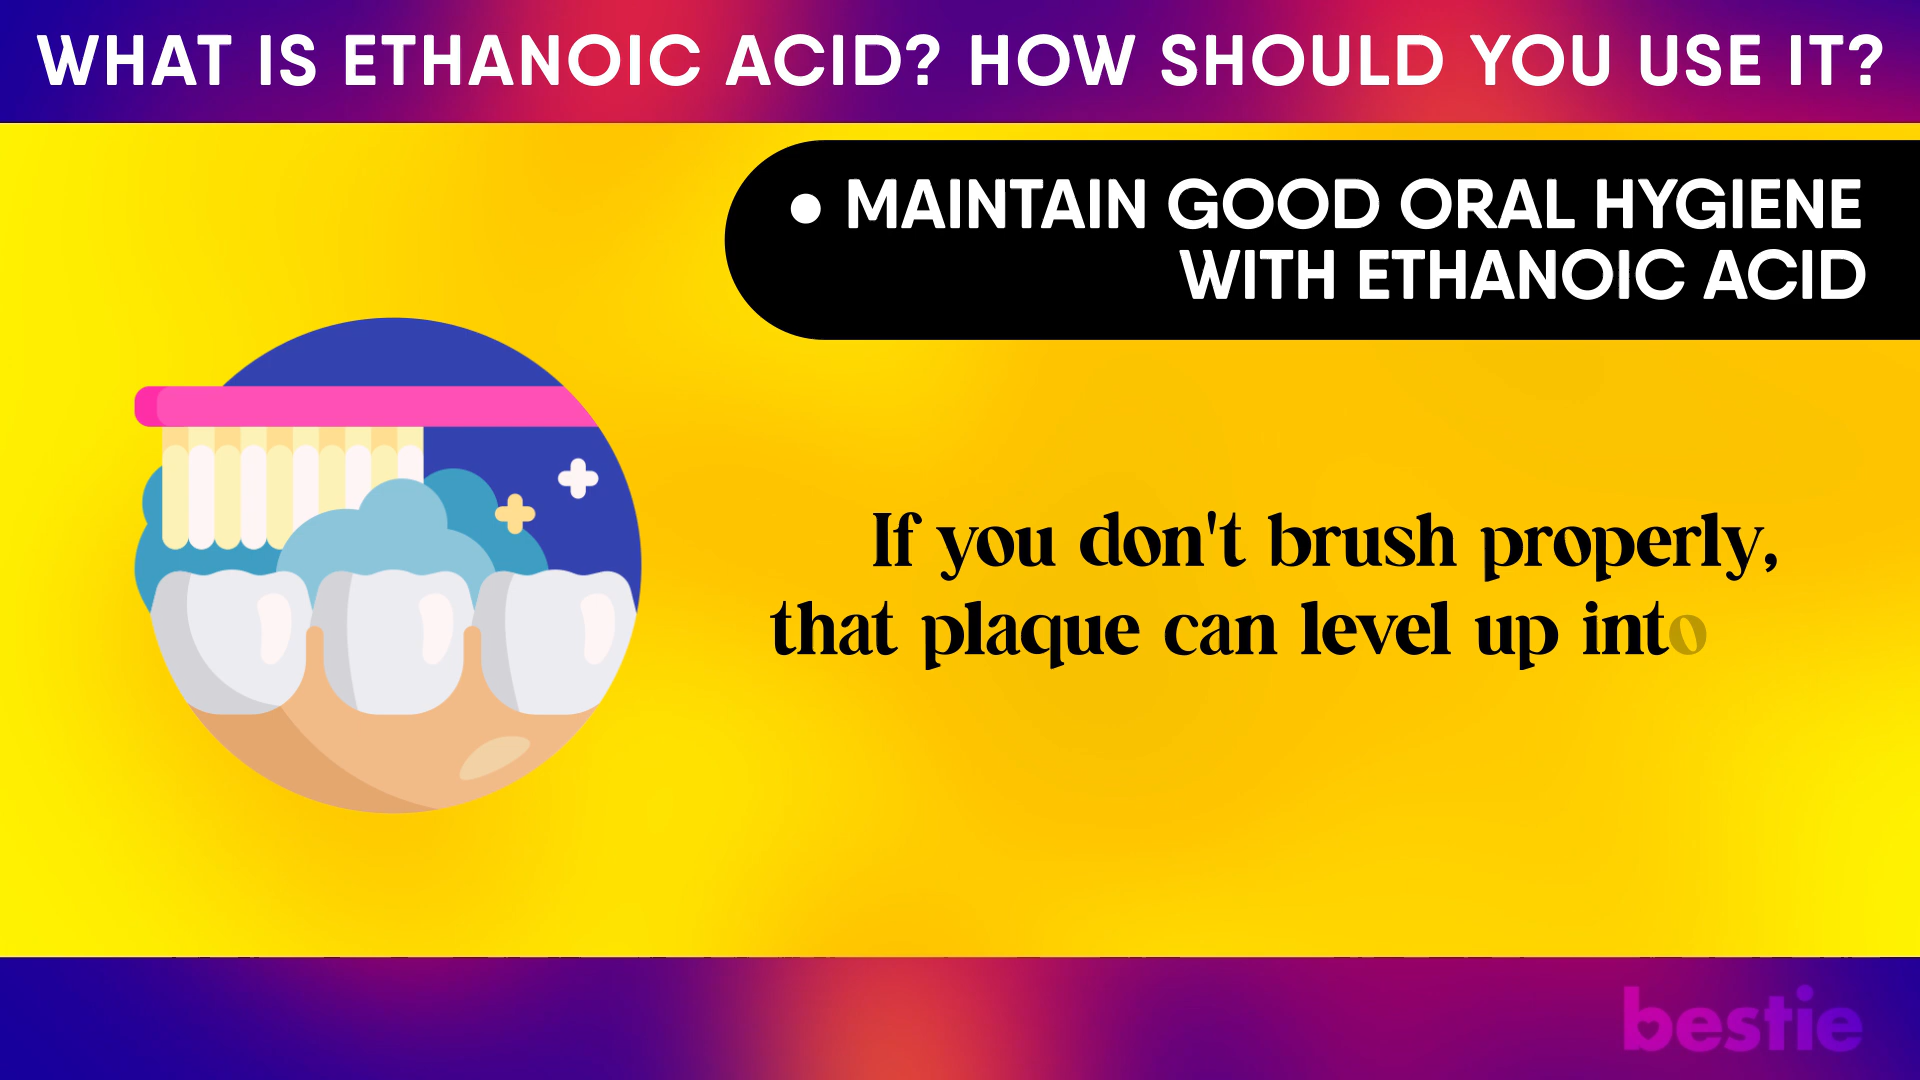 WHAT IS ETHANOIC ACID? HOW SHOULD YOU USE IT?
• MAINTAIN GOOD ORAL HYGIENE
WITH ETHANOIC ACID
If you don't brush properly,
that plaque can level up into
bestie